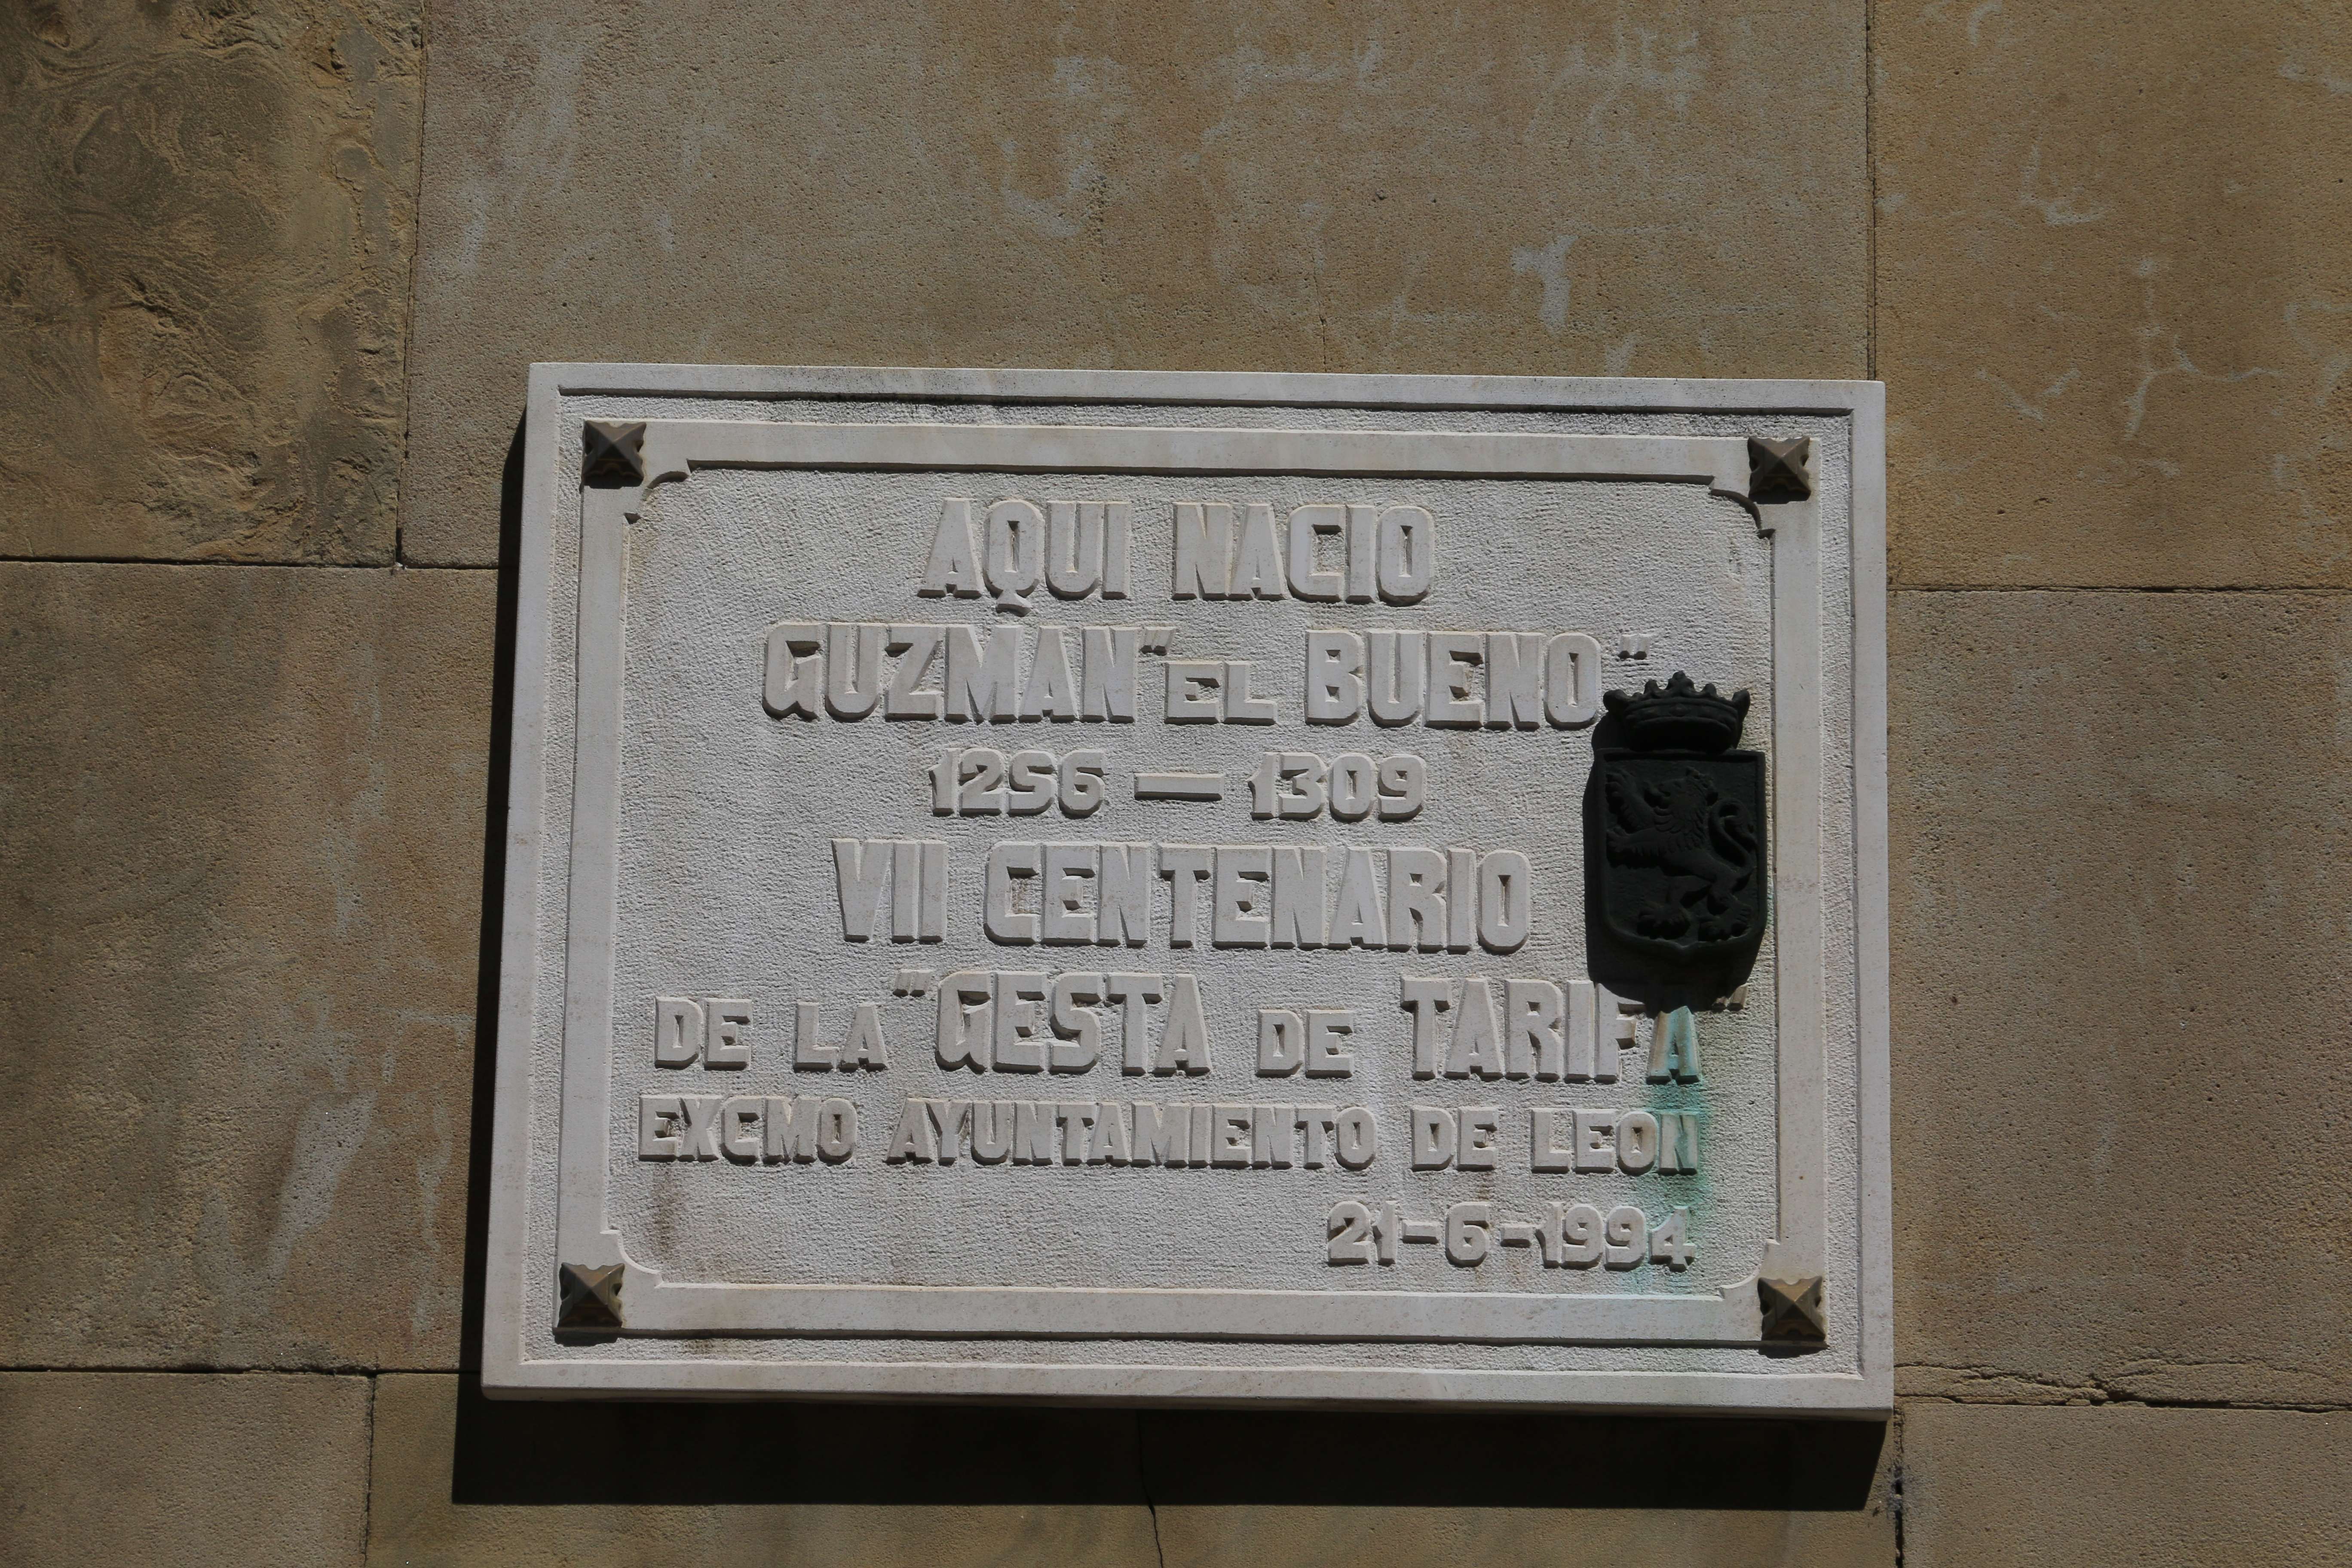 AQUI NACIO
GUZMAN "EL BUENO"
1256 — 1309
VII CENTENARIO
DE LA "GESTA DE TARIFA"
EXCMO AYUNTAMIENTO DE LEON
21-6-1994